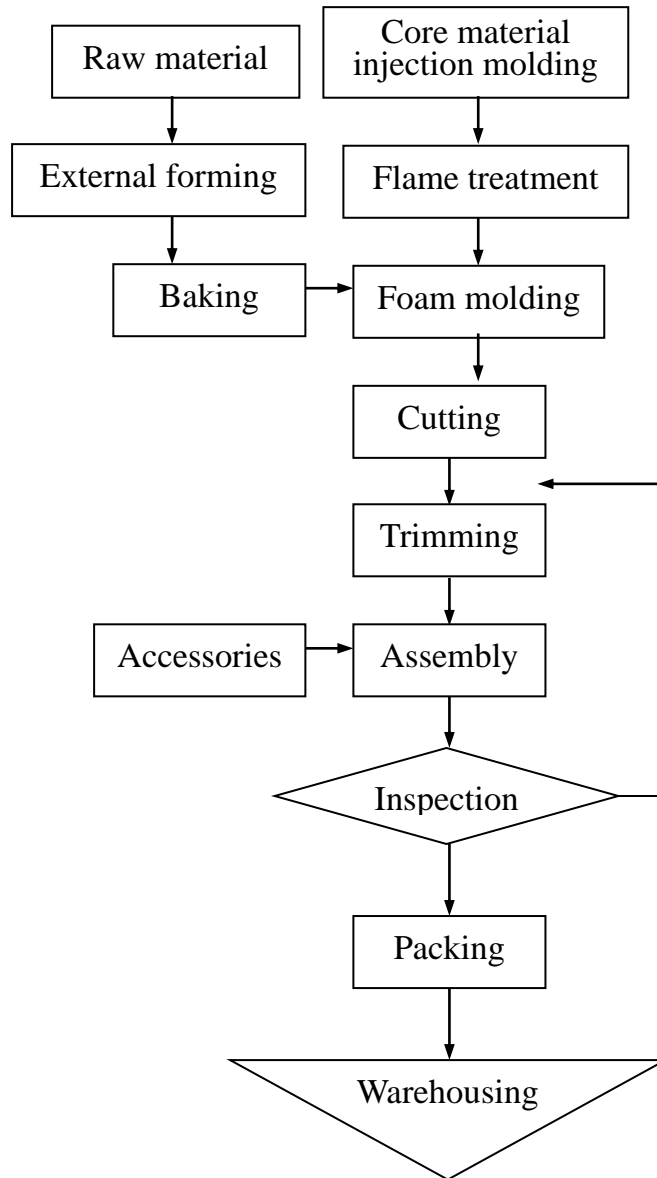 Raw material
Core material
injection molding
External forming
Flame treatment
Baking
Foam molding
Cutting
Trimming
Accessories
Assembly
Inspection
Packing
Warehousing